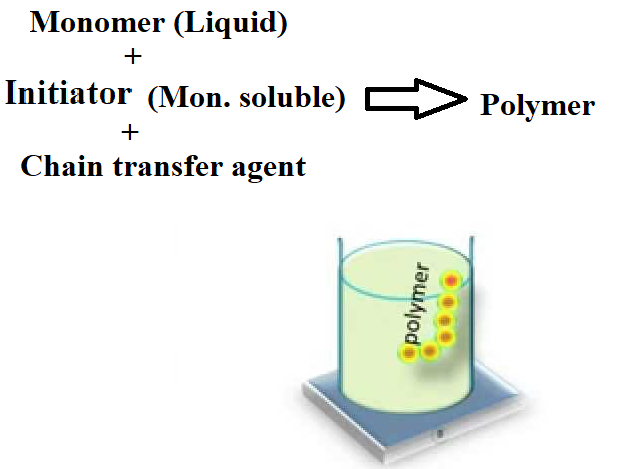 Monomer (Liquid)
+
Initiator (Mon. soluble)
+
Chain transfer agent
Polymer
polymer